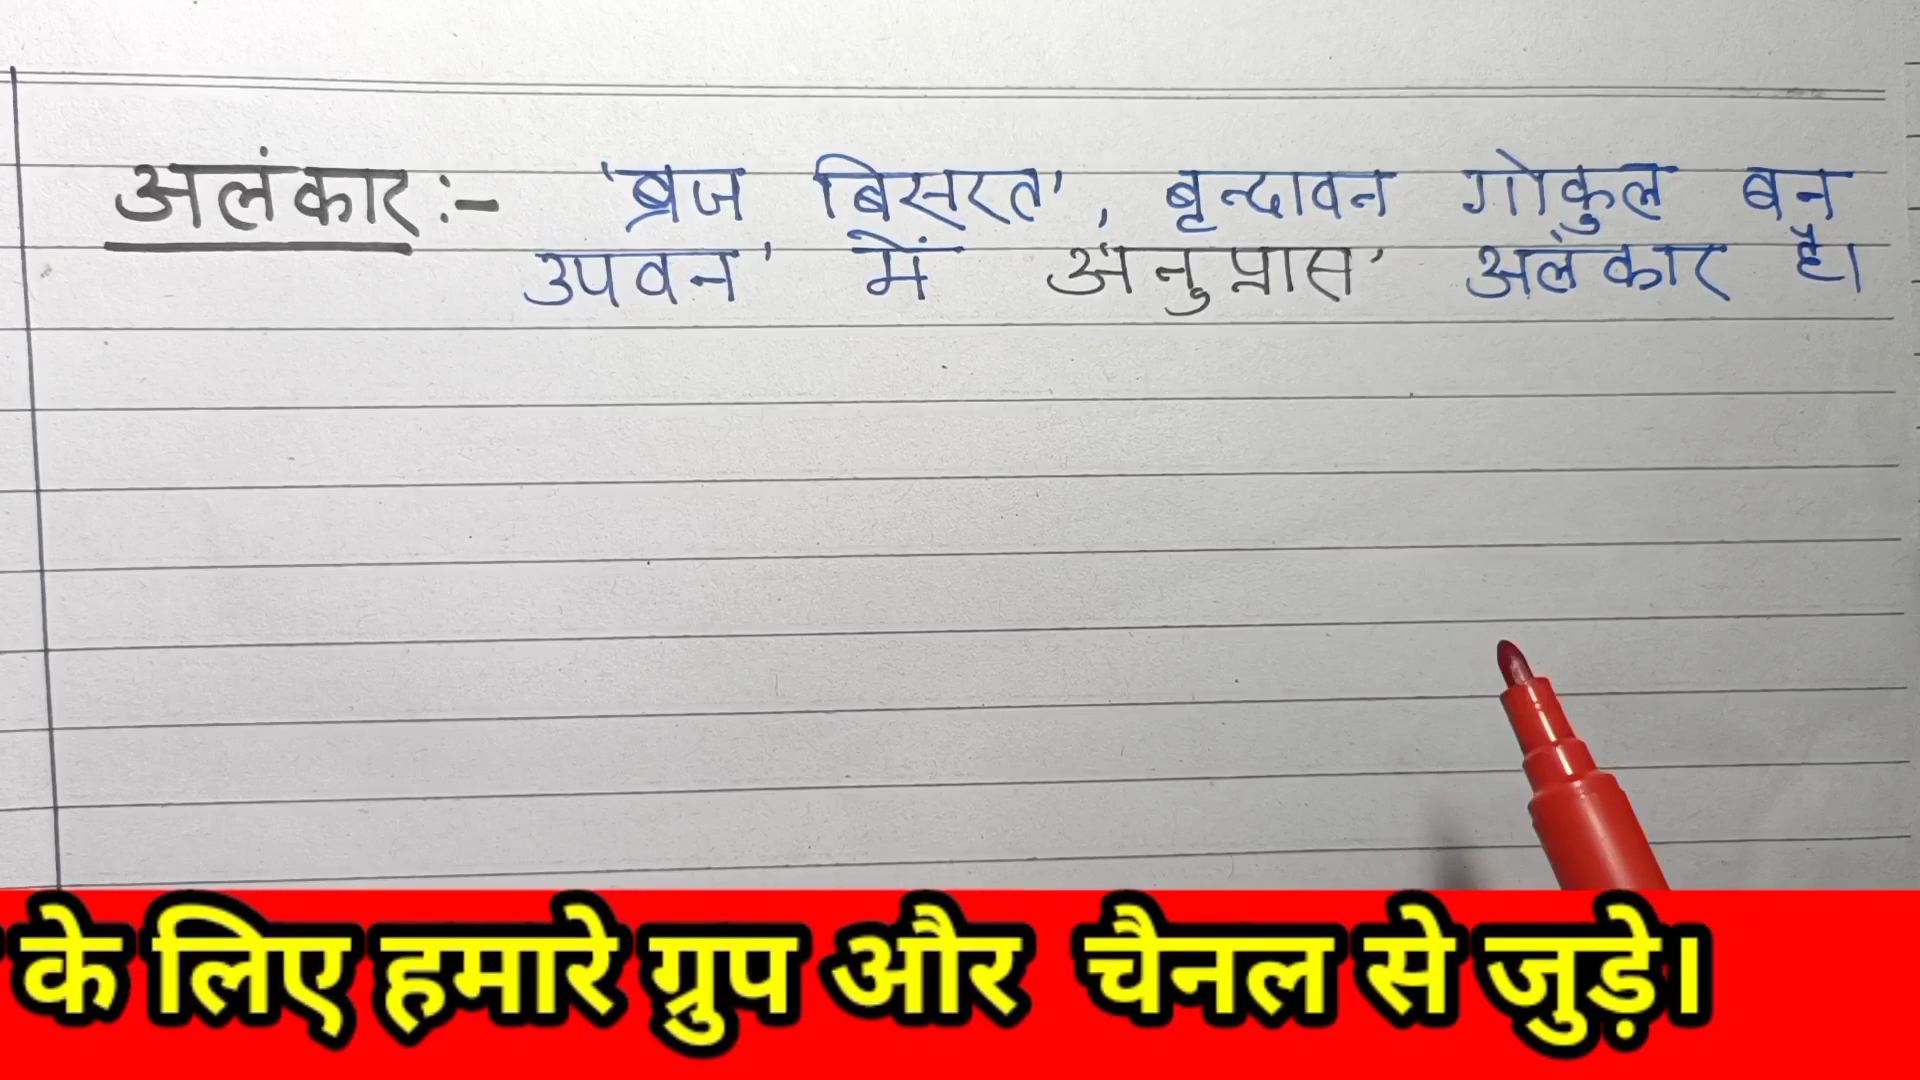 अलंकार:- 'ब्रज बिसरत', बृन्दावन गोकुल बन
उपवन' में 'अनुप्रास' अलंकार है।
के लिए हमारे ग्रुप और चैनल से जुड़े।